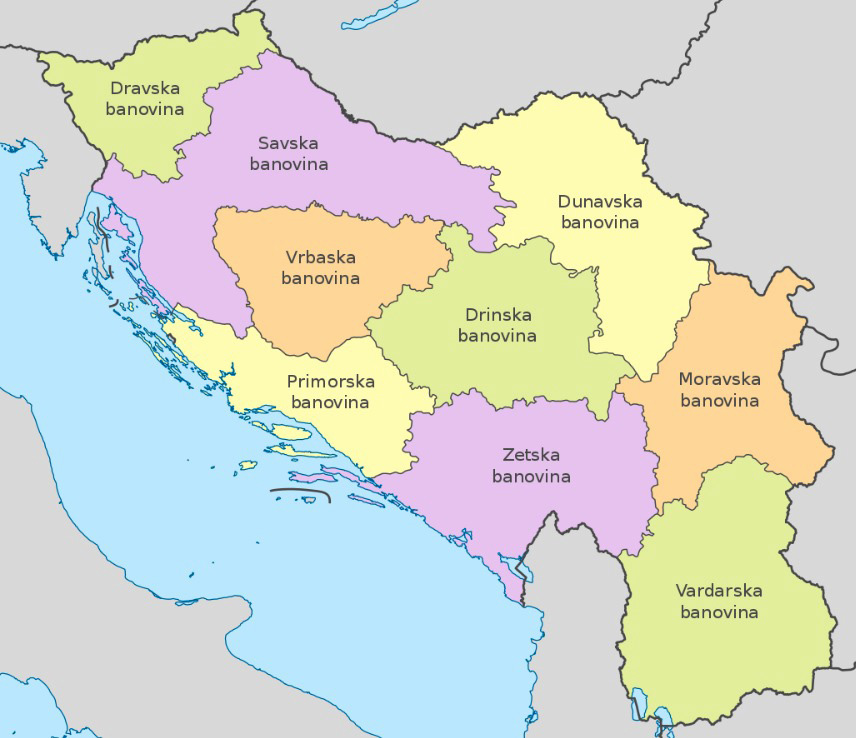 Dravska
banovina
Savska
banovina
Dunavska
banovina
Vrbaska
banovina
Drinska
banovina
Primorska
banovina
Moravska
banovina
Zetska
banovina
Vardarska
banovina